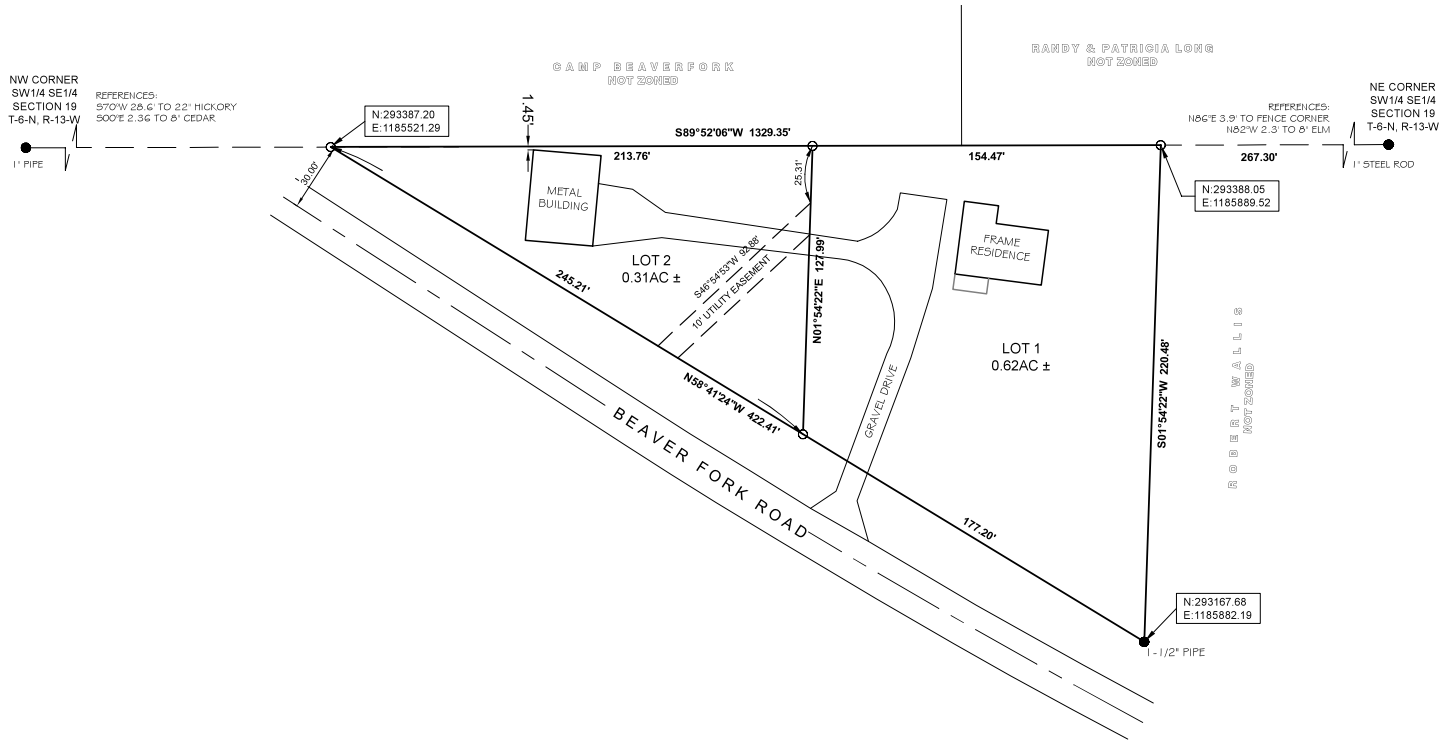 RANDY & PATRICIA LONG
NOT ZONED
CAMP BEAVERFORK
NOT ZONED
NW CORNER
SW1/4 SE1/4
SECTION 19
T-6-N, R-13-W
REFERENCES:
S70°W 28.6' TO 22" HICKORY
S00°E 2.36 TO 8" CEDAR
1" PIPE
N:293387.20
E:1185521.29
1.45'
S89°52'06"W 1329.35'
213.76'
154.47'
267.30'
NE CORNER
SW1/4 SE1/4
SECTION 19
T-6-N, R-13-W
REFERENCES:
N86°E 3.9' TO FENCE CORNER
N82°W 2.3' TO 8" ELM
1" STEEL ROD
N:293388.05
E:1185889.52
30.00'
METAL
BUILDING
25.31'
FRAME
RESIDENCE
LOT 2
0.31AC ±
S46°54'53"W 92.88'
10' UTILITY EASEMENT
N01°54'22"E 127.99'
245.21'
LOT 1
0.62AC ±
GRAVEL DRIVE
S01°54'22"W 220.48'
ROBERT WALLIS
NOT ZONED
N58°41'24"W 422.41'
BEAVER FORK ROAD
177.20'
N:293167.68
E:1185882.19
1-1/2" PIPE